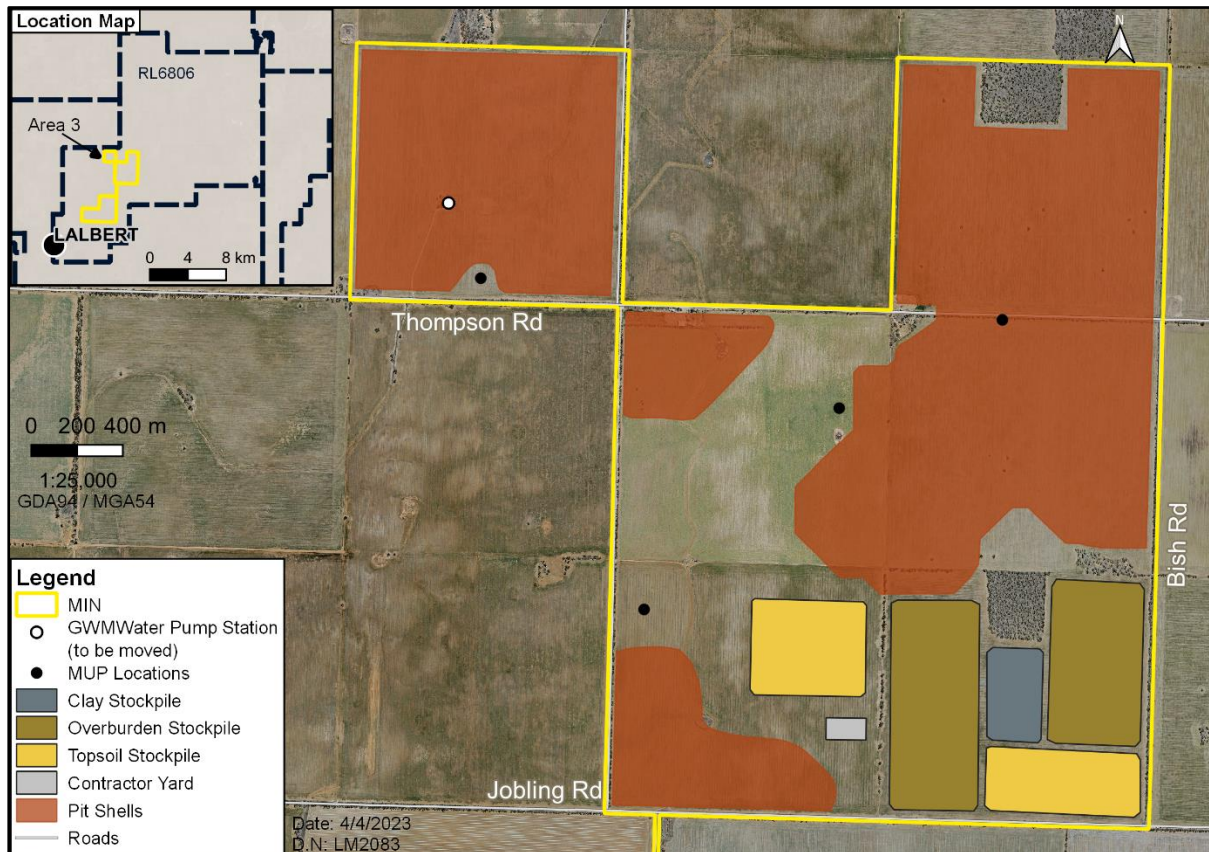 Location Map
RL6806
Area 3
LALBERT
0 4 8 km
N
Thompson Rd
0 200 400 m
1:25,000
GDA94 / MGA54
Bish Rd
Jobling Rd
Date: 4/4/2023
D.N: LM2083
Legend
MIN
GWMWater Pump Station
(to be moved)
MUP Locations
Clay Stockpile
Overburden Stockpile
Topsoil Stockpile
Contractor Yard
Pit Shells
Roads